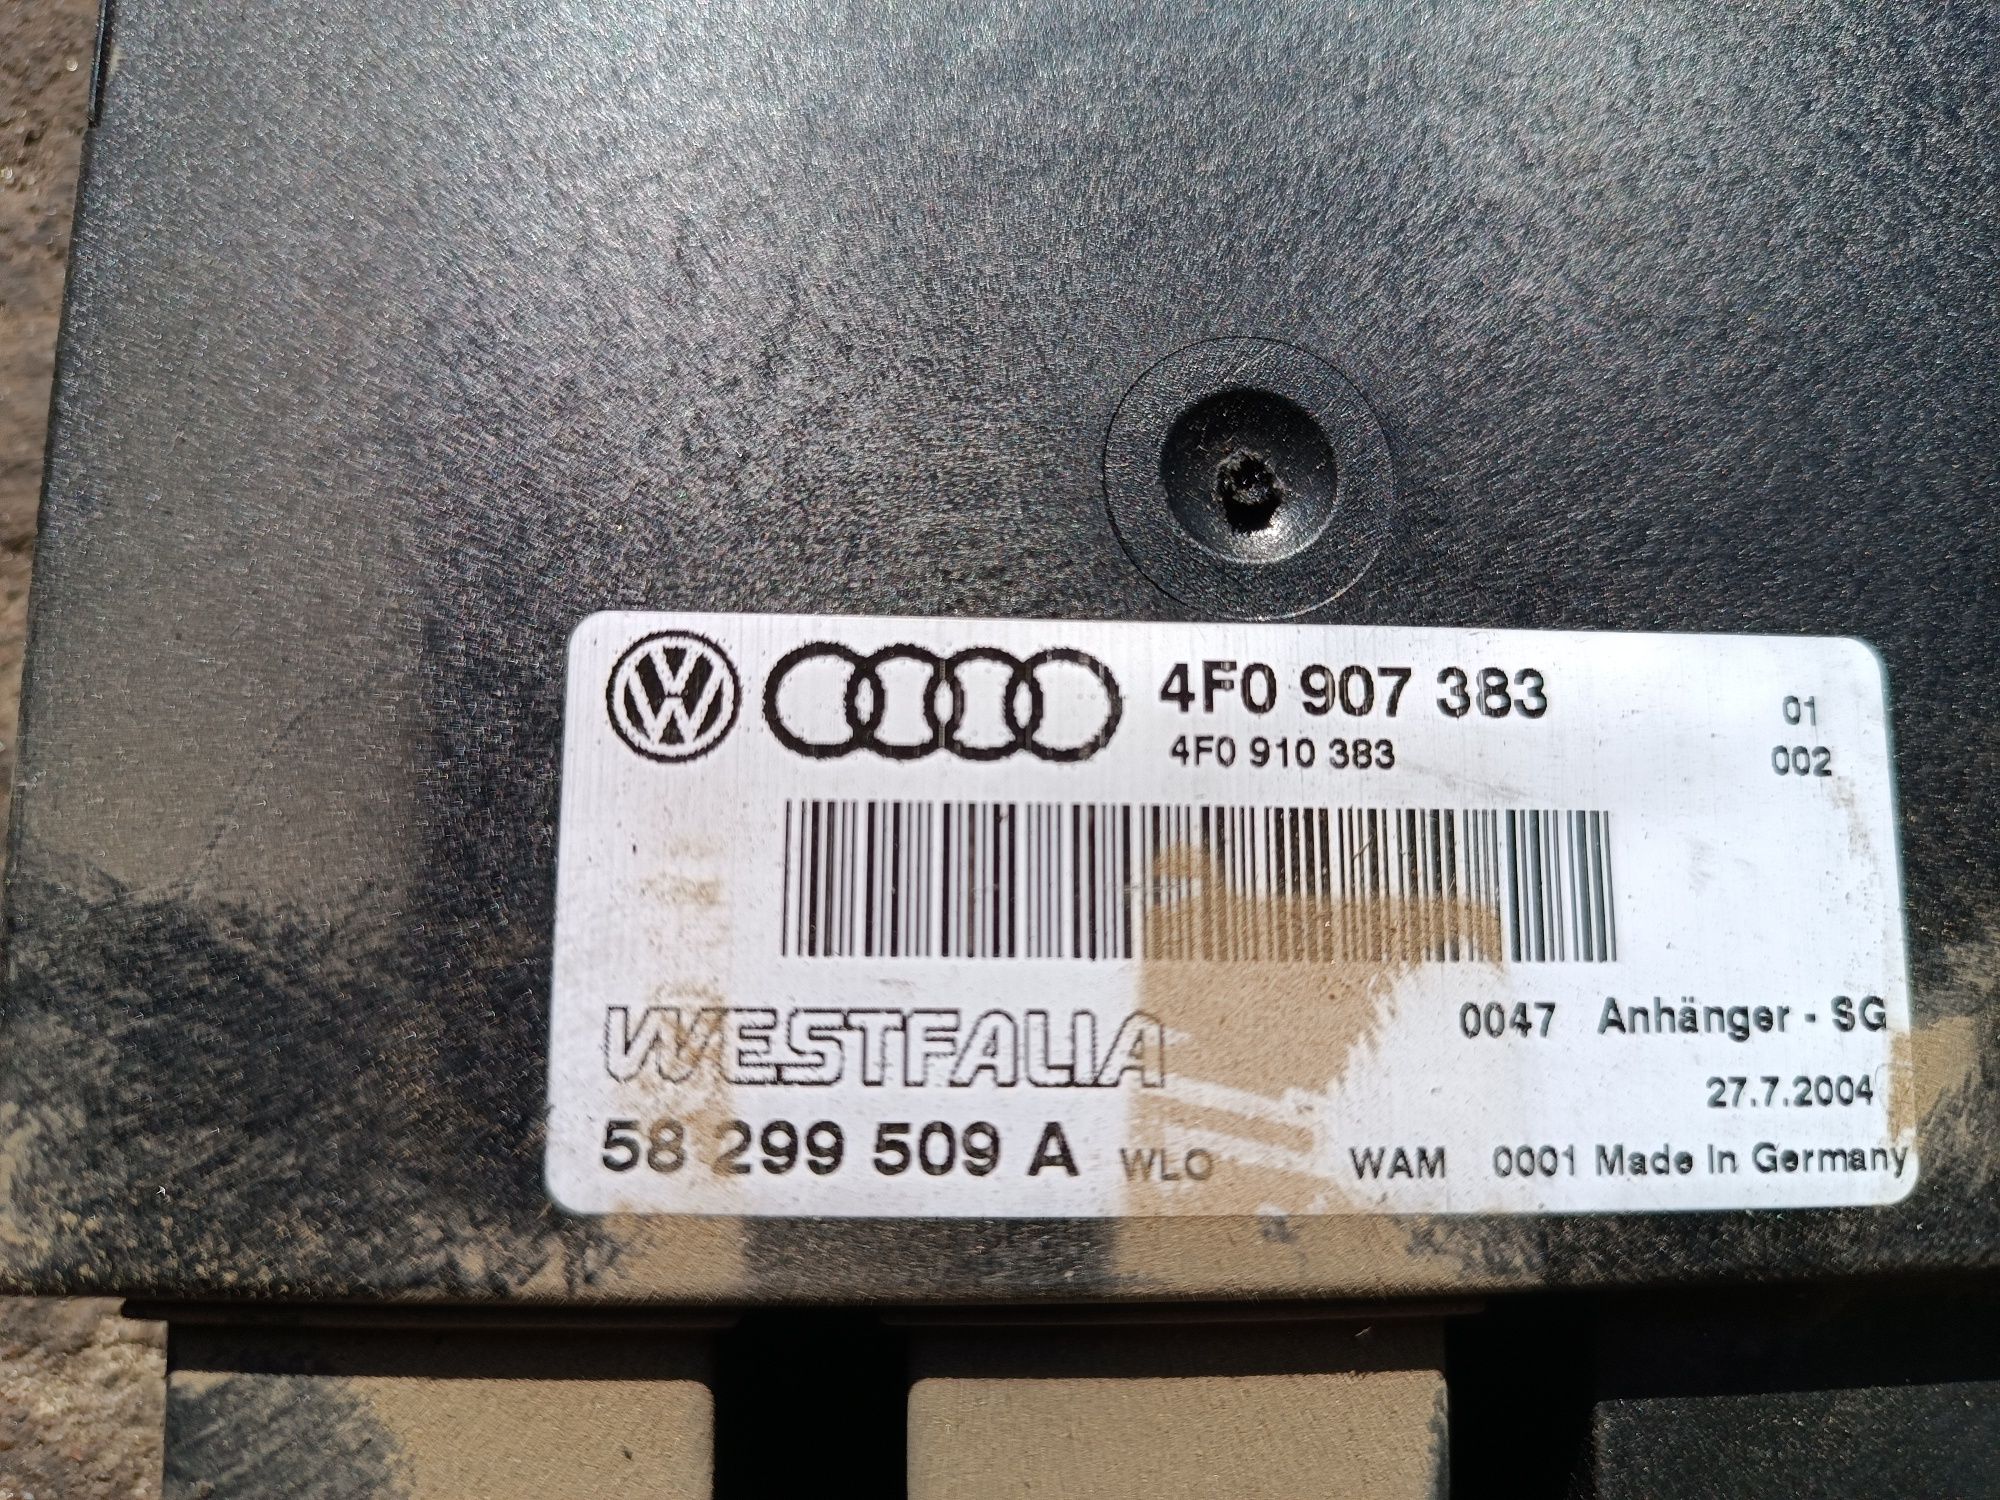 4F0 907 383 01
4F0 910 383 002
WESTFALIA 0047 Anhänger - SG
27.7.2004
58 299 509 A WLO WAM 0001 Made In Germany